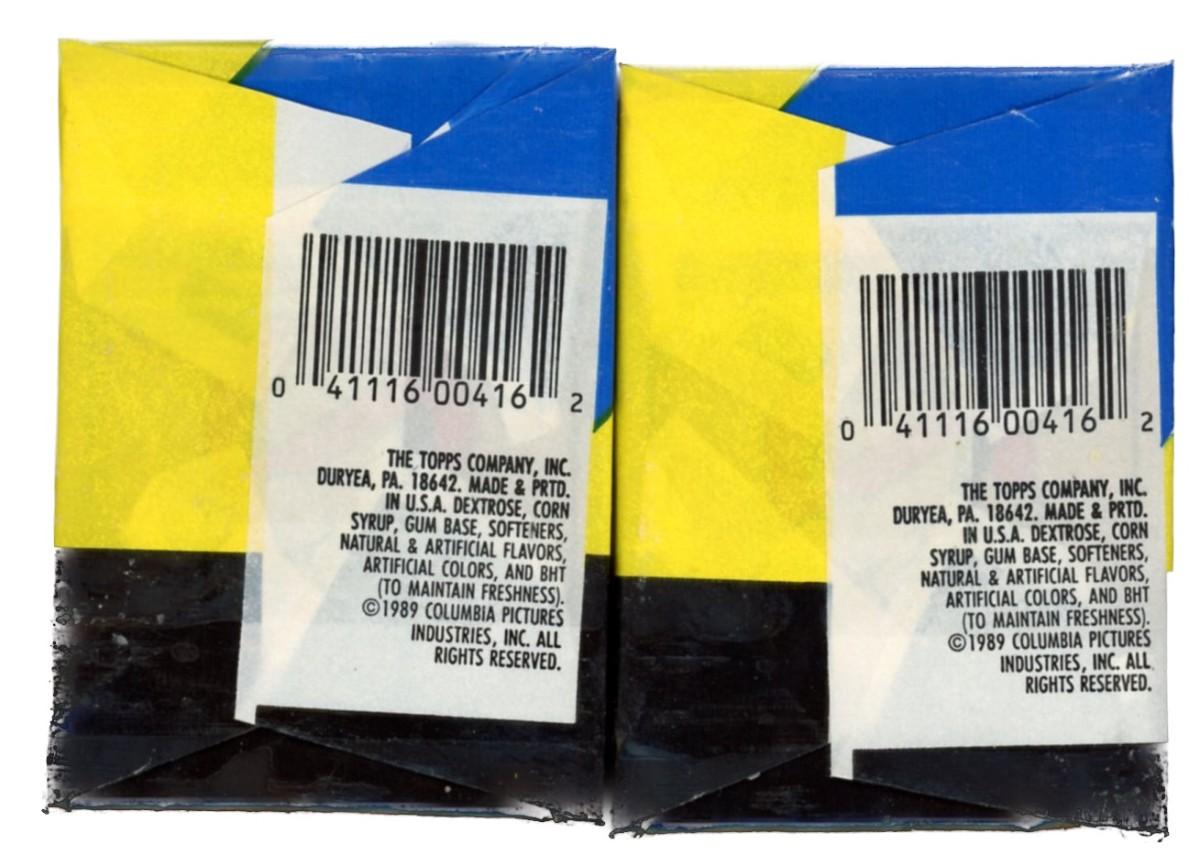 0 41116 00416 2
THE TOPPS COMPANY, INC.
DURYEA, PA. 18642. MADE & PRTD.
IN U.S.A. DEXTROSE, CORN
SYRUP, GUM BASE, SOFTENERS,
NATURAL & ARTIFICIAL FLAVORS,
ARTIFICIAL COLORS, AND BHT
(TO MAINTAIN FRESHNESS).
©1989 COLUMBIA PICTURES
INDUSTRIES, INC. ALL
RIGHTS RESERVED.
0 41116 00416 2
THE TOPPS COMPANY, INC.
DURYEA, PA. 18642. MADE & PRTD.
IN U.S.A. DEXTROSE, CORN
SYRUP, GUM BASE, SOFTENERS,
NATURAL & ARTIFICIAL FLAVORS,
ARTIFICIAL COLORS, AND BHT
(TO MAINTAIN FRESHNESS).
©1989 COLUMBIA PICTURES
INDUSTRIES, INC. ALL
RIGHTS RESERVED.